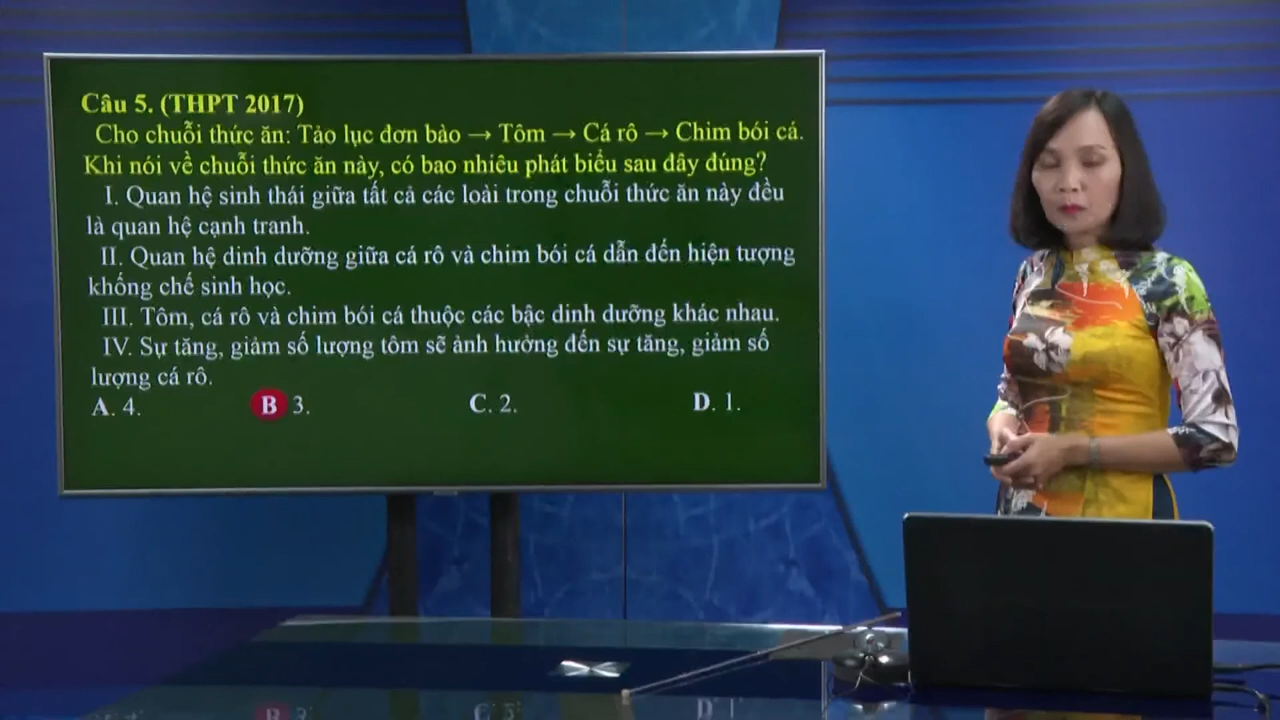 Câu 5. (THPT 2017)
Cho chuỗi thức ăn: Tảo lục đơn bào → Tôm → Cá rô → Chim bói cá.
Khi nói về chuỗi thức ăn này, có bao nhiêu phát biểu sau đây đúng?
I. Quan hệ sinh thái giữa tất cả các loài trong chuỗi thức ăn này đều
là quan hệ cạnh tranh.
II. Quan hệ dinh dưỡng giữa cá rô và chim bói cá dẫn đến hiện tượng
khống chế sinh học.
III. Tôm, cá rô và chim bói cá thuộc các bậc dinh dưỡng khác nhau.
IV. Sự tăng, giảm số lượng tôm sẽ ảnh hưởng đến sự tăng, giảm số
lượng cá rô.
A. 4. B 3. C. 2. D. 1.